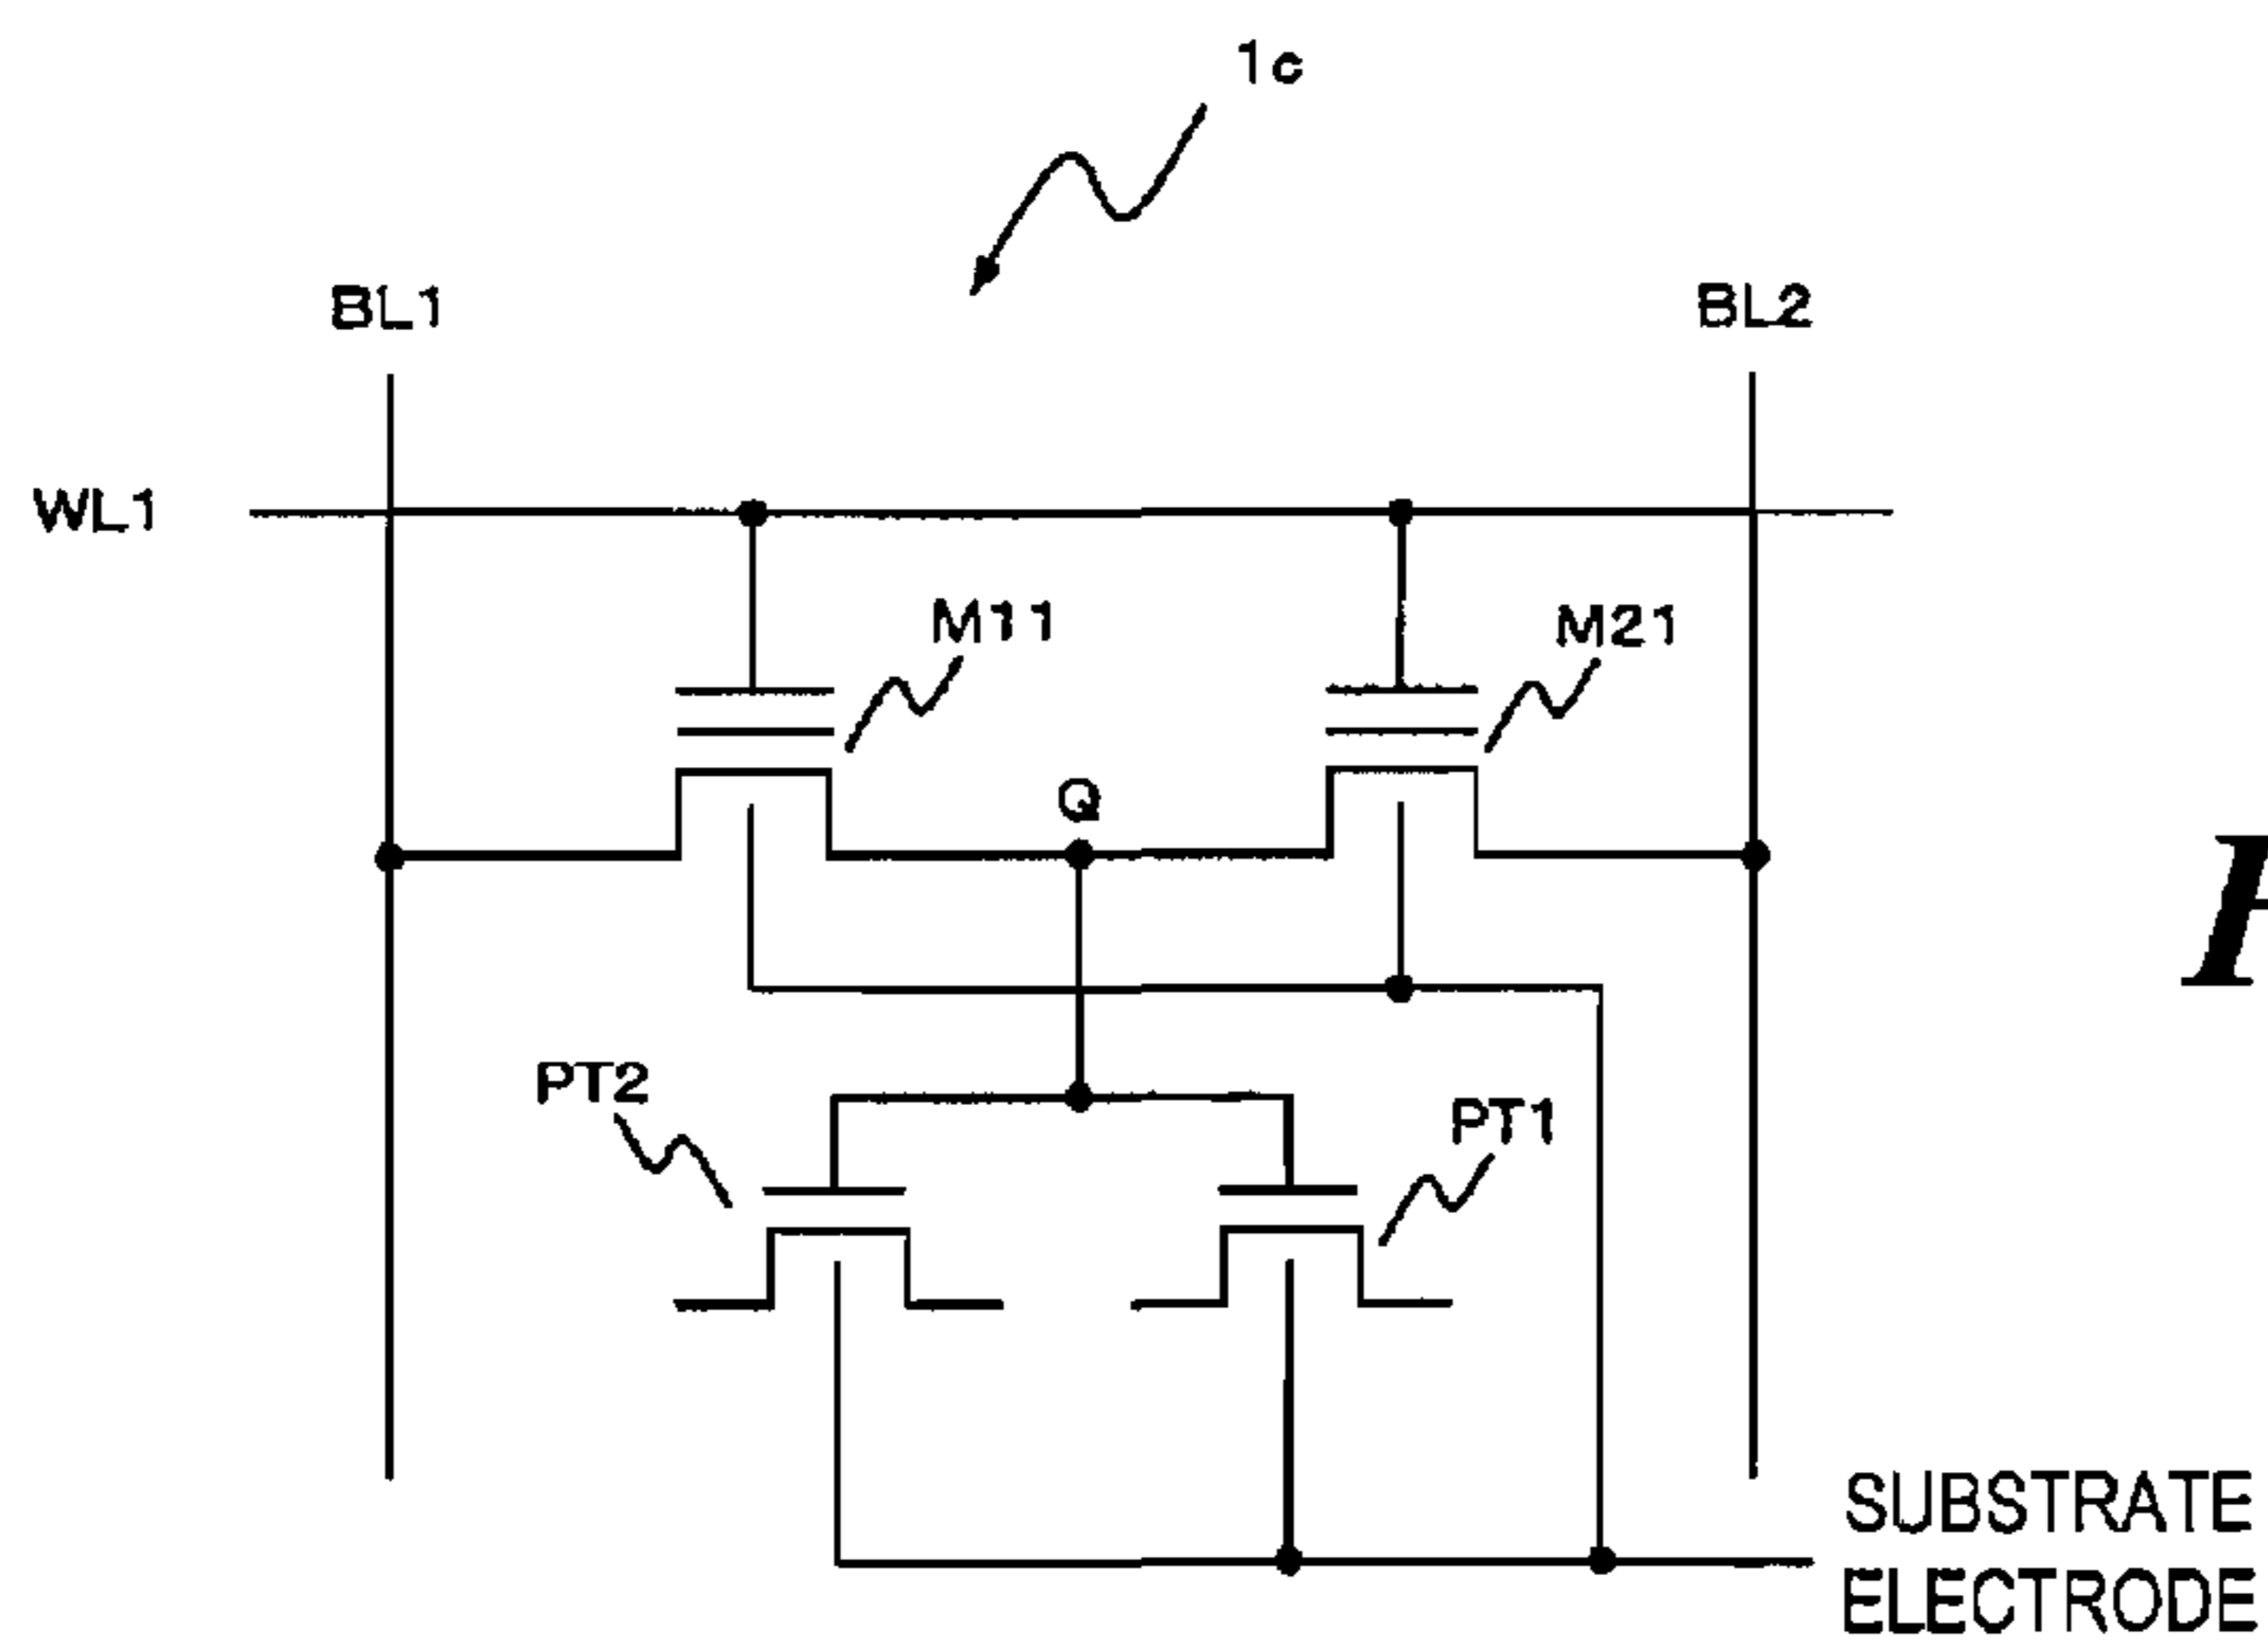 1c
BL1
BL2
WL1
M11
M21
Q
PT2
PT1
SUBSTRATE
ELECTRODE